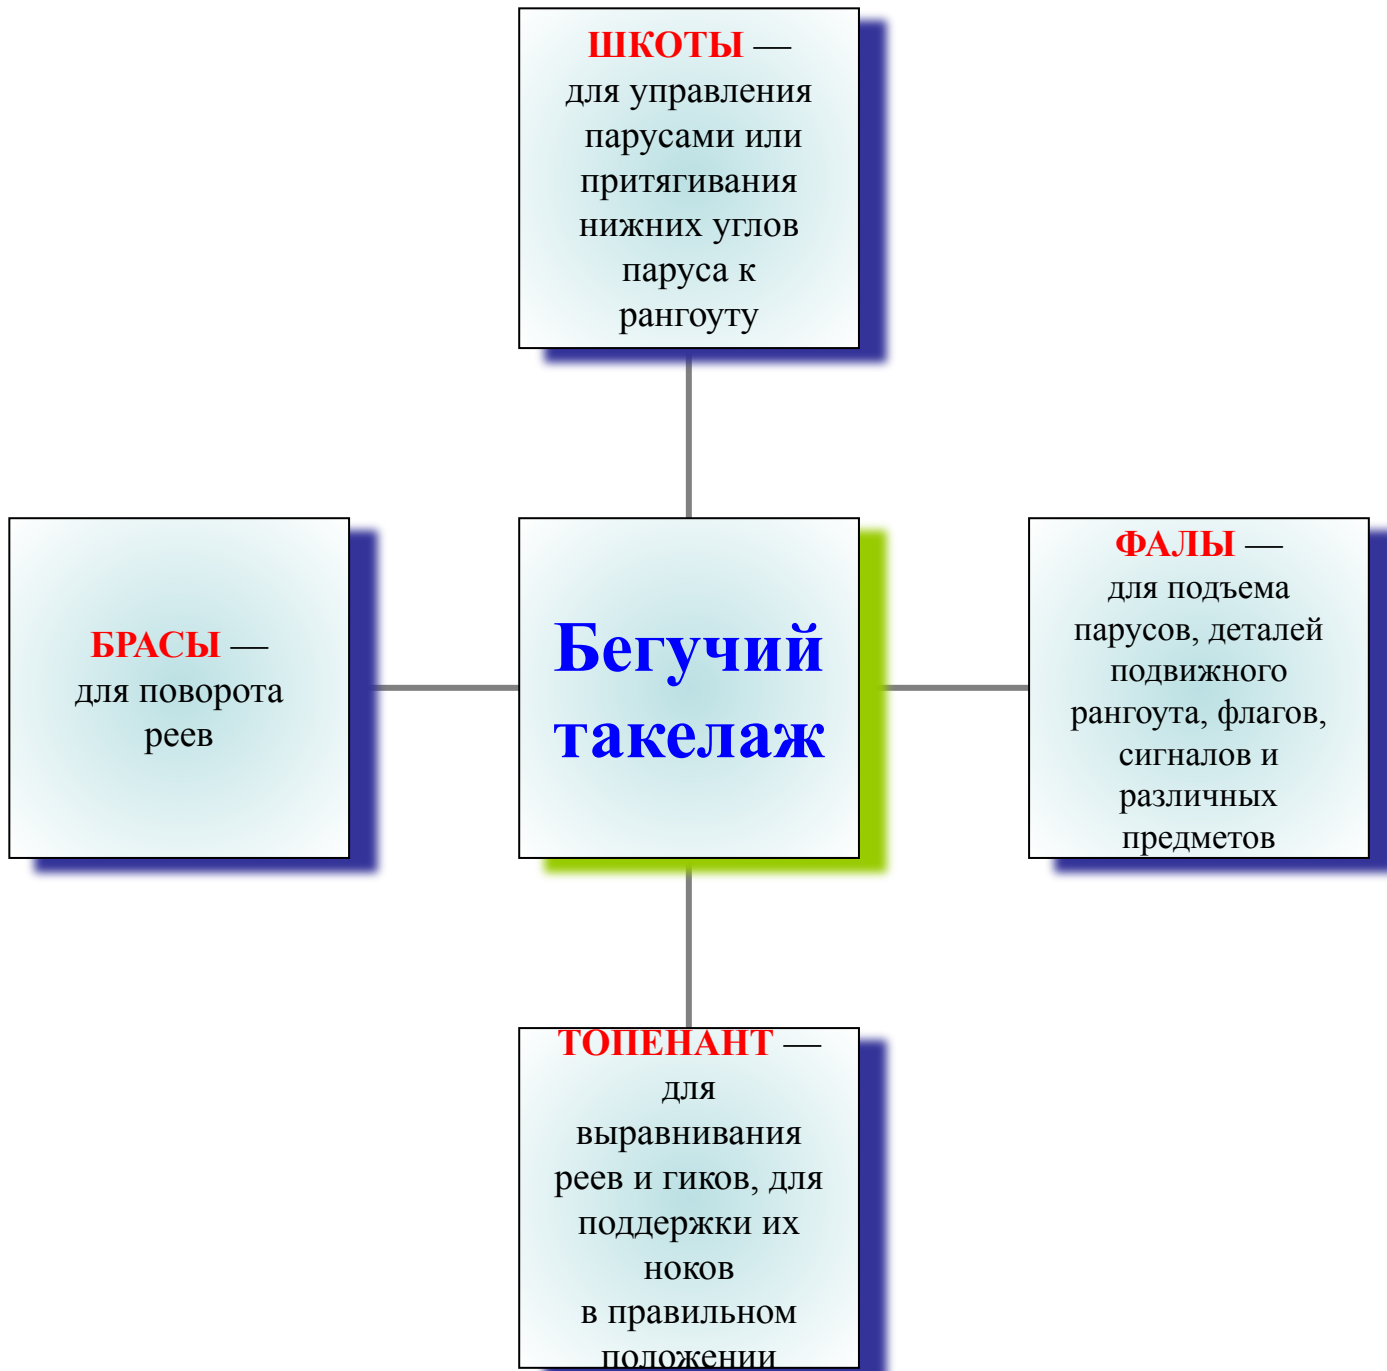 ШКОТЫ —
для управления
парусами или
притягивания
нижних углов
паруса к
рангоуту
БРАСЫ —
для поворота
реев
Бегучий
такелаж
ФАЛЫ —
для подъема
парусов, деталей
подвижного
рангоута, флагов,
сигналов и
различных
предметов
ТОПЕНАНТ —
для
выравнивания
реев и гиков, для
поддержки их
ноков
в правильном
положении